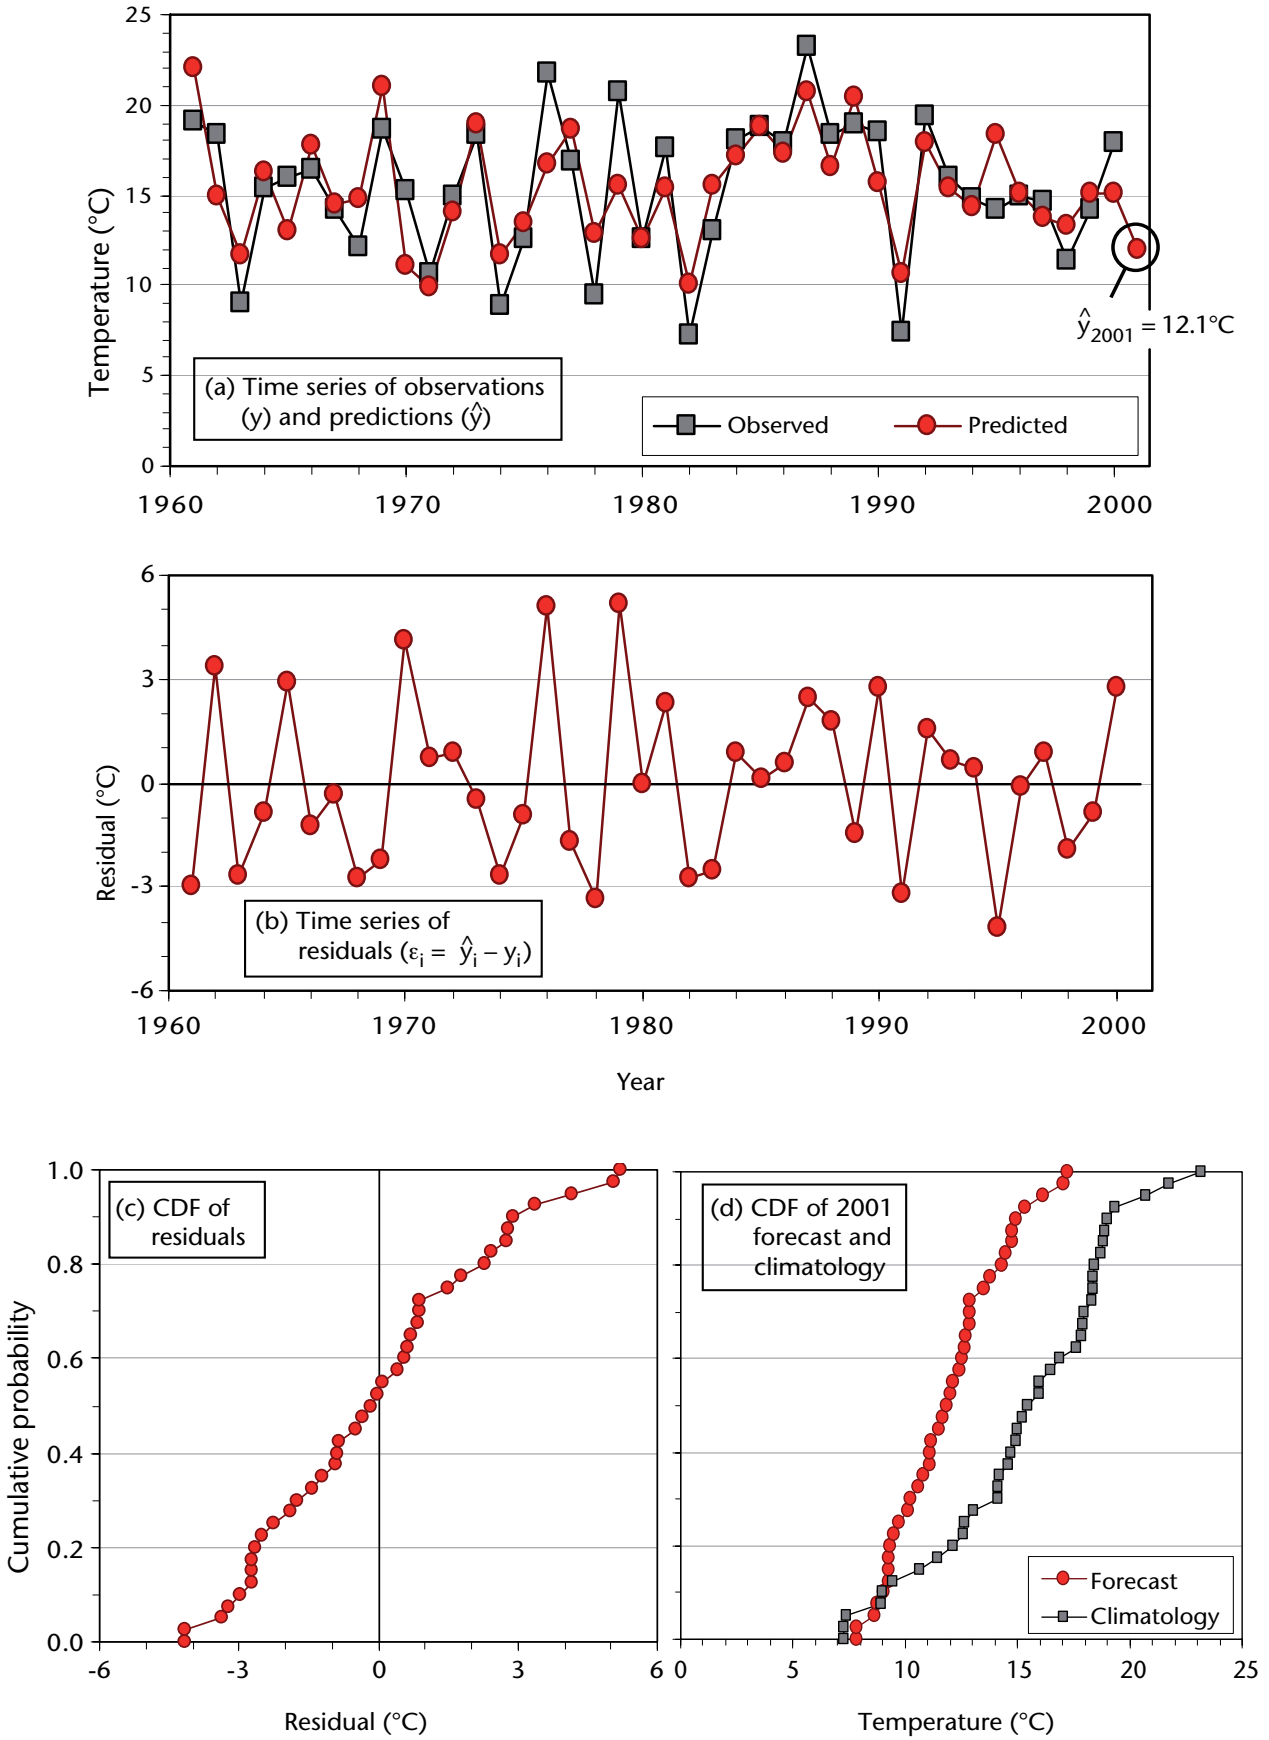 25
20
15
10
5
0
Temperature (°C)
(a) Time series of observations
(y) and predictions (ŷ)
Observed
Predicted
ŷ2001 = 12.1°C
1960
1970
1980
1990
2000
6
3
0
-3
-6
Residual (°C)
(b) Time series of
residuals (εi = ŷi – yi)
1960
1970
1980
1990
2000
Year
1.0
0.8
0.6
0.4
0.2
0.0
Cumulative probability
(c) CDF of
residuals
-6
-3
0
3
6
Residual (°C)
(d) CDF of 2001
forecast and
climatology
Forecast
Climatology
0
5
10
15
20
25
Temperature (°C)